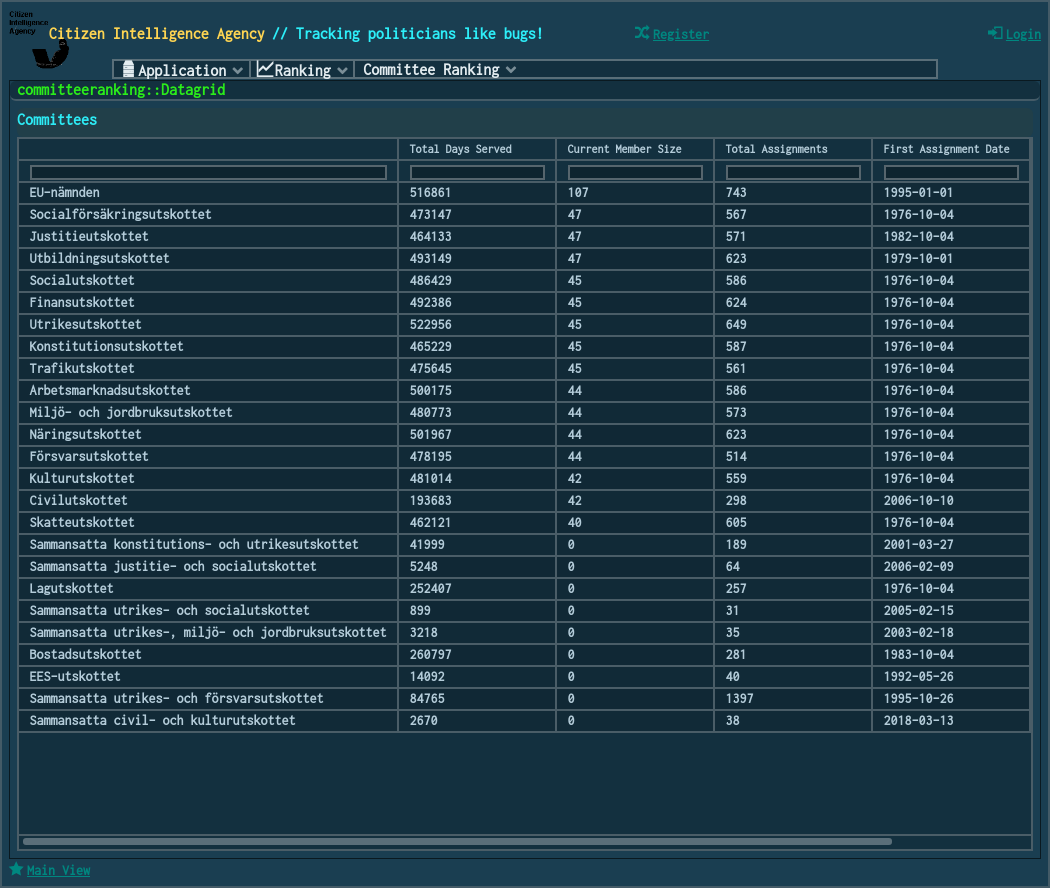 Citizen
Intelligence
Agency
Citizen Intelligence Agency // Tracking politicians like bugs!
Register
Login
Application
Ranking
Committee Ranking
committeeranking::Datagrid
Committees
Total Days Served Current Member Size Total Assignments First Assignment Date
EU-nämnden 516861 107 743 1995-01-01
Socialförsäkringsutskottet 473147 47 567 1976-10-04
Justitieutskottet 464133 47 571 1982-10-04
Utbildningsutskottet 493149 47 623 1979-10-01
Socialutskottet 486429 45 586 1976-10-04
Finansutskottet 492386 45 624 1976-10-04
Utrikesutskottet 522956 45 649 1976-10-04
Konstitutionsutskottet 465229 45 587 1976-10-04
Trafikutskottet 475645 45 561 1976-10-04
Arbetsmarknadsutskottet 500175 44 586 1976-10-04
Miljö- och jordbruksutskottet 480773 44 573 1976-10-04
Näringsutskottet 501967 44 623 1976-10-04
Försvarsutskottet 478195 44 514 1976-10-04
Kulturutskottet 481014 42 559 1976-10-04
Civilutskottet 193683 42 298 2006-10-10
Skatteutskottet 462121 40 605 1976-10-04
Sammansatta konstitutions- och utrikesutskottet 41999 0 189 2001-03-27
Sammansatta justitie- och socialutskottet 5248 0 64 2006-02-09
Lagutskottet 252407 0 257 1976-10-04
Sammansatta utrikes- och socialutskottet 899 0 31 2005-02-15
Sammansatta utrikes-, miljö- och jordbruksutskottet 3218 0 35 2003-02-18
Bostadsutskottet 260797 0 281 1983-10-04
EES-utskottet 14092 0 40 1992-05-26
Sammansatta utrikes- och försvarsutskottet 84765 0 1397 1995-10-26
Sammansatta civil- och kulturutskottet 2670 0 38 2018-03-13
Main View